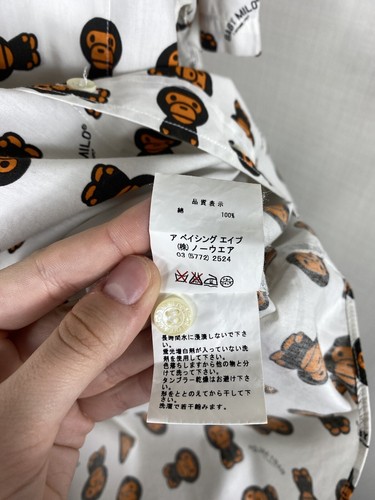 BABY MILO®
MILO®
品質表示
綿 100%
ア ベイシング エイプ
(株)ノーウエア
03 (5772) 2524
長時間水に浸漬しないで下さ
い。
蛍光増白剤が入っていない洗
剤を使用して下さい。
色落ちしますから他の物と分
けて洗って下さい。
タンブラー乾燥はお避け下さ
い。
形をととのえてから干して下
さい。
洗濯で若干縮みます。